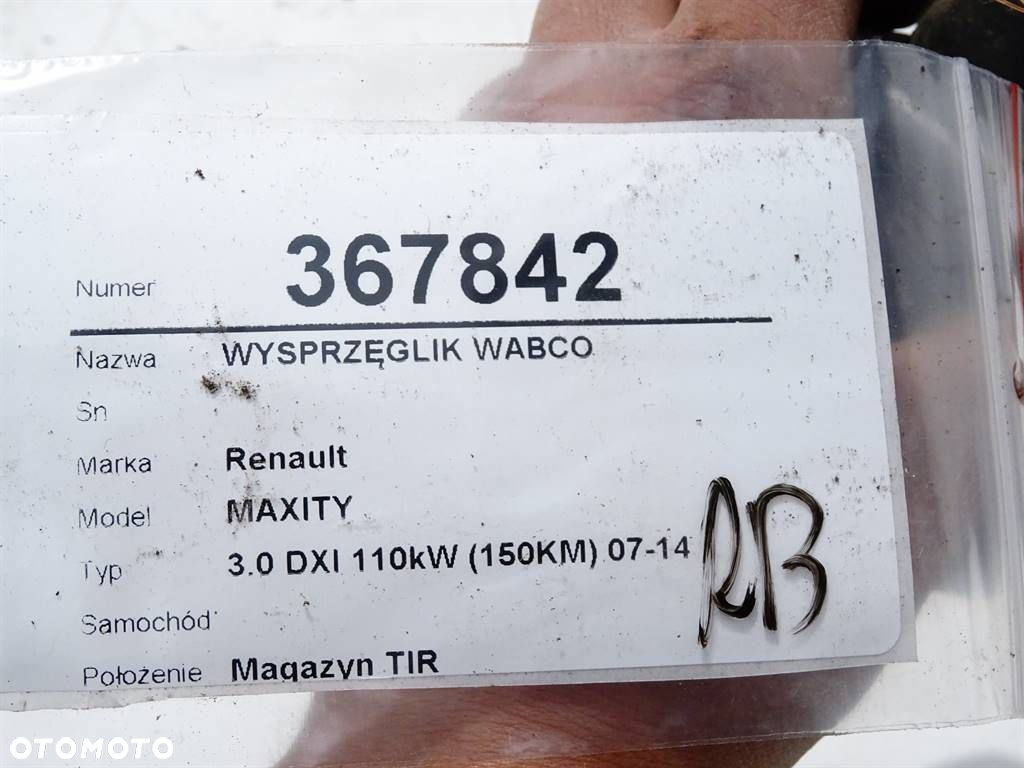 Numer 367842
Nazwa WYSPRZĘGLIK WABCO
Sn
Marka Renault
Model MAXITY
Typ 3.0 DXI 110kW (150KM) 07-14
Samochód
Położenie Magazyn TIR
OTOMOTO